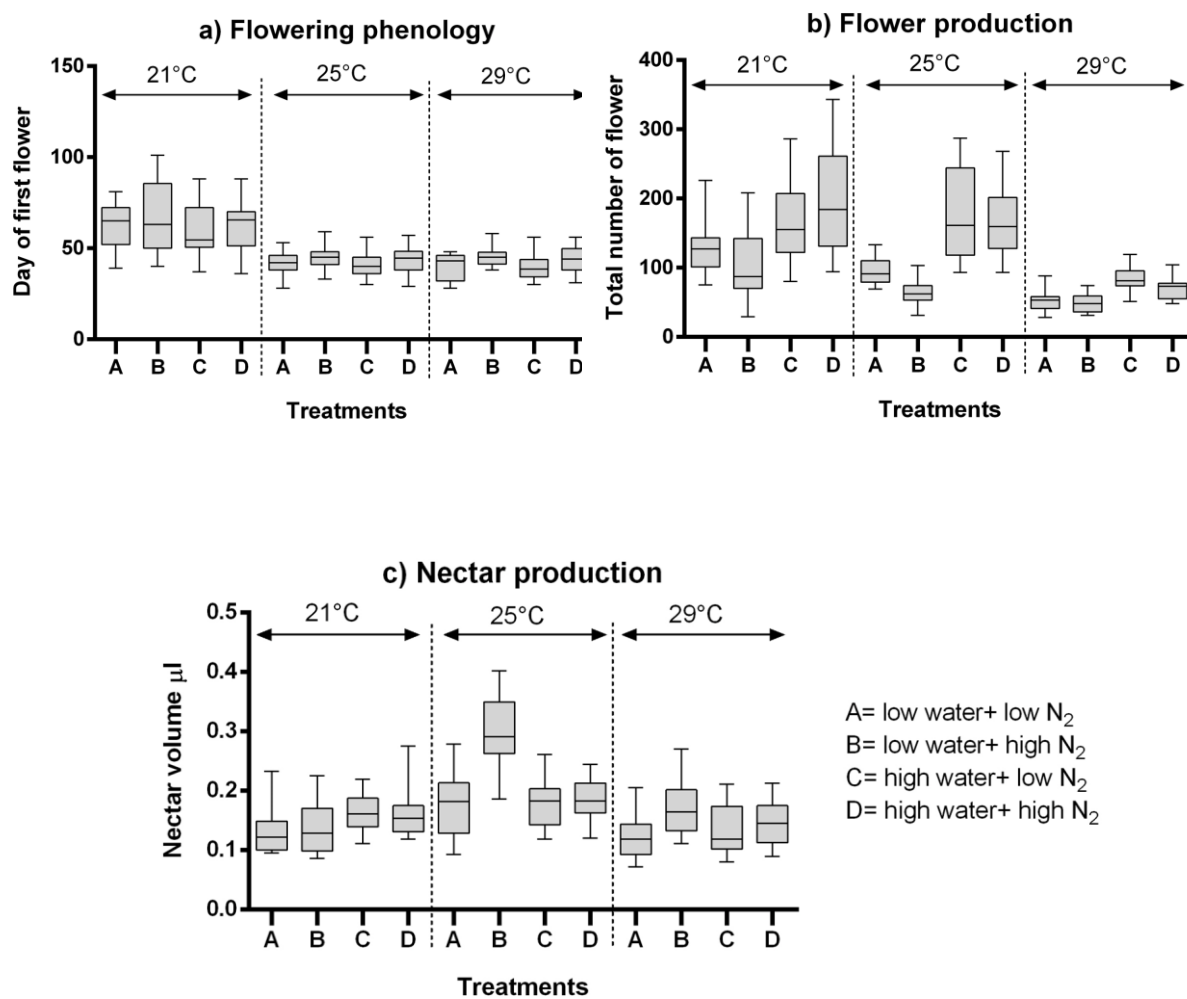 a) Flowering phenology
150
100
50
0
Day of first flower
21°C
25°C
29°C
A B C D A B C D A B C D
Treatments
b) Flower production
400
300
200
100
0
Total number of flower
21°C
25°C
29°C
A B C D A B C D A B C D
Treatments
c) Nectar production
0.5
0.4
0.3
0.2
0.1
0.0
Nectar volume µl
21°C
25°C
29°C
A B C D A B C D A B C D
Treatments
A= low water+ low N₂
B= low water+ high N₂
C= high water+ low N₂
D= high water+ high N₂